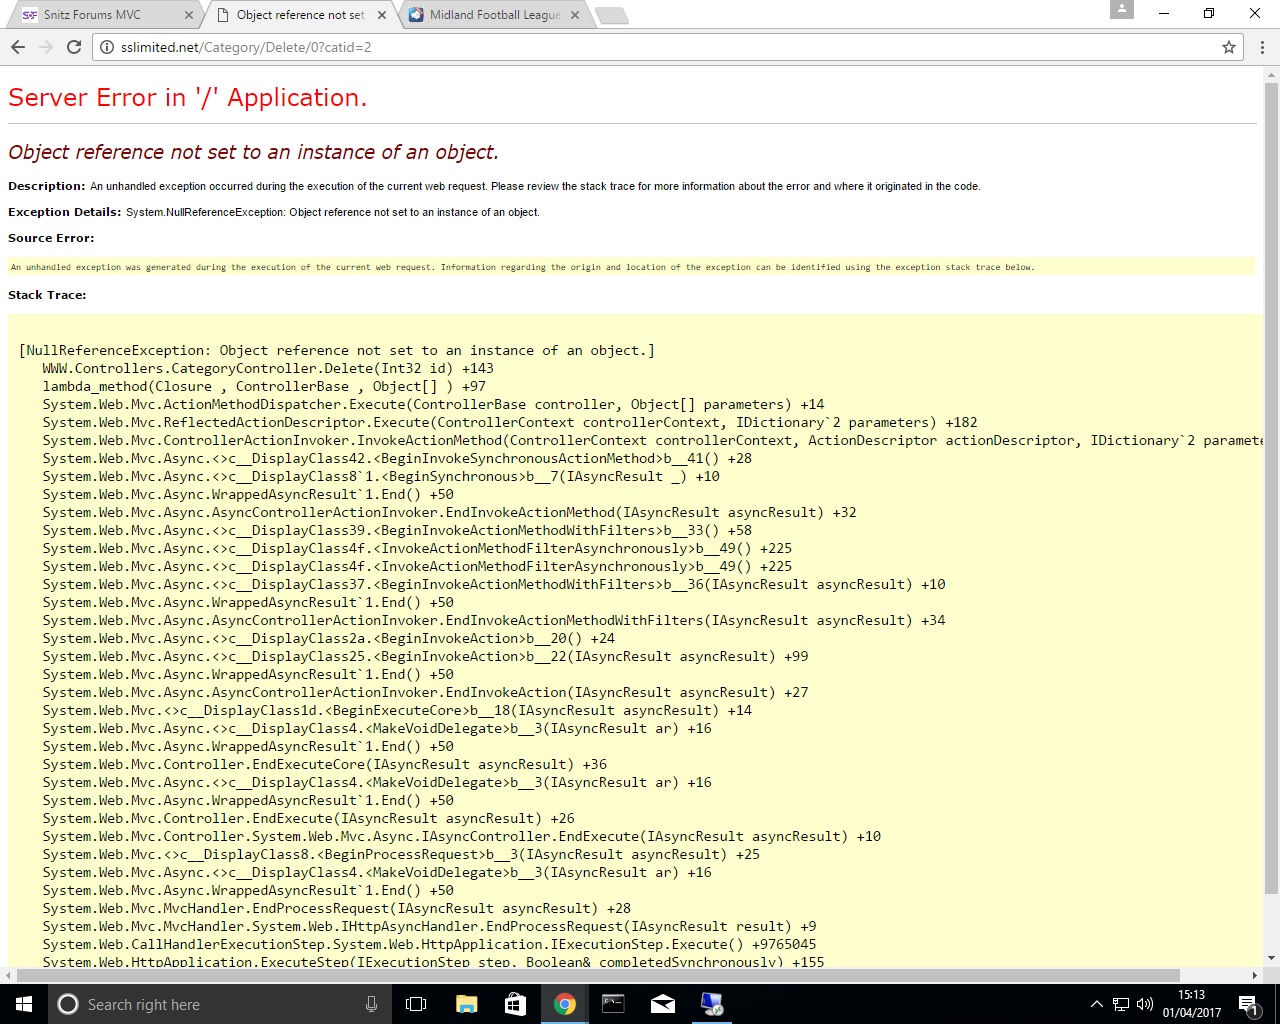 Snitz Forums MVC
Object reference not set
Midland Football League
sslimited.net/Category/Delete/0?catid=2
Server Error in '/' Application.
Object reference not set to an instance of an object.
Description: An unhandled exception occurred during the execution of the current web request. Please review the stack trace for more information about the error and where it originated in the code.
Exception Details: System.NullReferenceException: Object reference not set to an instance of an object.
Source Error:
An unhandled exception was generated during the execution of the current web request. Information regarding the origin and location of the exception can be identified using the exception stack trace below.
Stack Trace:
[NullReferenceException: Object reference not set to an instance of an object.]
WWW.Controllers.CategoryController.Delete(Int32 id) +143
lambda_method(Closure , ControllerBase , Object[] ) +97
System.Web.Mvc.ActionMethodDispatcher.Execute(ControllerBase controller, Object[] parameters) +14
System.Web.Mvc.ReflectedActionDescriptor.Execute(ControllerContext controllerContext, IDictionary`2 parameters) +182
System.Web.Mvc.ControllerActionInvoker.InvokeActionMethod(ControllerContext controllerContext, ActionDescriptor actionDescriptor, IDictionary`2 paramete
System.Web.Mvc.Async.<>c__DisplayClass42.<BeginInvokeSynchronousActionMethod>b__41() +28
System.Web.Mvc.Async.<>c__DisplayClass8`1.<BeginSynchronous>b__7(IAsyncResult _) +10
System.Web.Mvc.Async.WrappedAsyncResult`1.End() +50
System.Web.Mvc.Async.AsyncControllerActionInvoker.EndInvokeActionMethod(IAsyncResult asyncResult) +32
System.Web.Mvc.Async.<>c__DisplayClass39.<BeginInvokeActionMethodWithFilters>b__33() +58
System.Web.Mvc.Async.<>c__DisplayClass4f.<InvokeActionMethodFilterAsynchronously>b__49() +225
System.Web.Mvc.Async.<>c__DisplayClass4f.<InvokeActionMethodFilterAsynchronously>b__49() +225
System.Web.Mvc.Async.<>c__DisplayClass37.<BeginInvokeActionMethodWithFilters>b__36(IAsyncResult asyncResult) +10
System.Web.Mvc.Async.WrappedAsyncResult`1.End() +50
System.Web.Mvc.Async.AsyncControllerActionInvoker.EndInvokeActionMethodWithFilters(IAsyncResult asyncResult) +34
System.Web.Mvc.Async.<>c__DisplayClass2a.<BeginInvokeAction>b__20() +24
System.Web.Mvc.Async.<>c__DisplayClass25.<BeginInvokeAction>b__22(IAsyncResult asyncResult) +99
System.Web.Mvc.Async.WrappedAsyncResult`1.End() +50
System.Web.Mvc.Async.AsyncControllerActionInvoker.EndInvokeAction(IAsyncResult asyncResult) +27
System.Web.Mvc.<>c__DisplayClass1d.<BeginExecuteCore>b__18(IAsyncResult asyncResult) +14
System.Web.Mvc.Async.<>c__DisplayClass4.<MakeVoidDelegate>b__3(IAsyncResult ar) +16
System.Web.Mvc.Async.WrappedAsyncResult`1.End() +50
System.Web.Mvc.Controller.EndExecuteCore(IAsyncResult asyncResult) +36
System.Web.Mvc.Async.<>c__DisplayClass4.<MakeVoidDelegate>b__3(IAsyncResult ar) +16
System.Web.Mvc.Async.WrappedAsyncResult`1.End() +50
System.Web.Mvc.Controller.EndExecute(IAsyncResult asyncResult) +26
System.Web.Mvc.Controller.System.Web.Mvc.Async.IAsyncController.EndExecute(IAsyncResult asyncResult) +10
System.Web.Mvc.<>c__DisplayClass8.<BeginProcessRequest>b__3(IAsyncResult asyncResult) +25
System.Web.Mvc.Async.<>c__DisplayClass4.<MakeVoidDelegate>b__3(IAsyncResult ar) +16
System.Web.Mvc.Async.WrappedAsyncResult`1.End() +50
System.Web.Mvc.MvcHandler.EndProcessRequest(IAsyncResult asyncResult) +28
System.Web.Mvc.MvcHandler.System.Web.IHttpAsyncHandler.EndProcessRequest(IAsyncResult result) +9
System.Web.CallHandlerExecutionStep.System.Web.HttpApplication.IExecutionStep.Execute() +9765045
System.Web.HttpApplication.ExecuteStep(IExecutionStep step, Boolean& completedSynchronously) +155
Search right here
15:13
01/04/2017
1